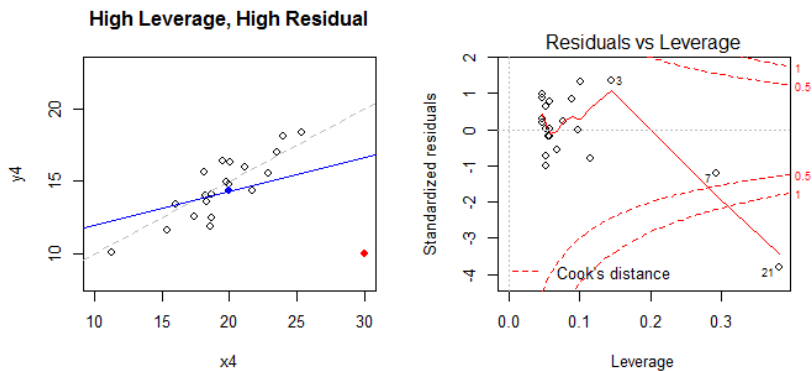 High Leverage, High Residual
y4
20
15
10
10 15 20 25 30
x4
Residuals vs Leverage
Standardized residuals
2
1
0
-1
-2
-3
-4
3
7
21
1
0.5
0.5
1
Cook's distance
0.0 0.1 0.2 0.3
Leverage